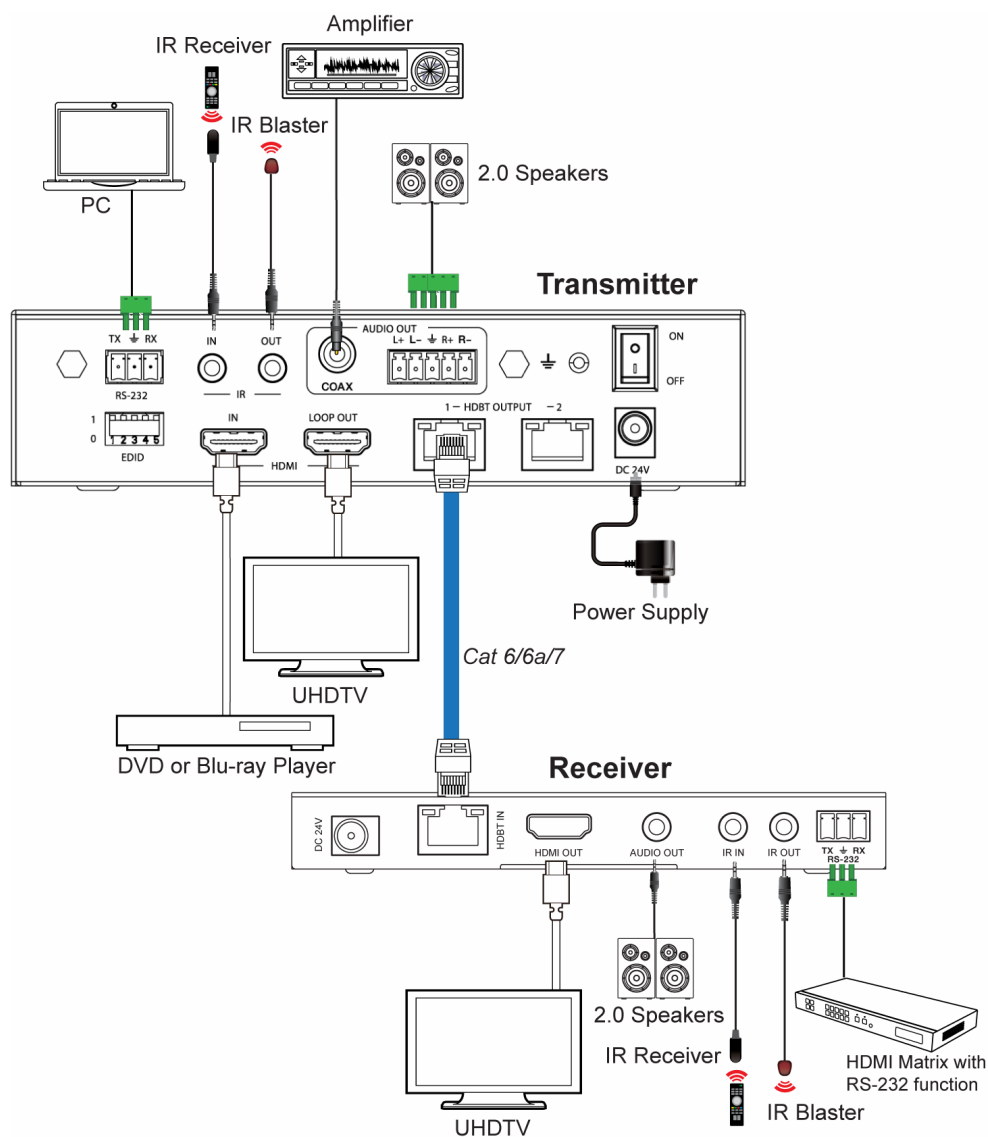 Amplifier
IR Receiver
IR Blaster
PC
2.0 Speakers
Transmitter
TX ⏚ RX
RS-232
IN
OUT
IR
AUDIO OUT
COAX
L+ L- ⏚ R+ R-
⏚
ON
OFF
1
0
1 2 3 4 5
EDID
IN
LOOP OUT
HDMI
1 - HDBT OUTPUT - 2
DC 24V
Power Supply
Cat 6/6a/7
UHDTV
DVD or Blu-ray Player
Receiver
DC 24V
HDBT IN
HDMI OUT
AUDIO OUT
IR IN
IR OUT
TX ⏚ RX
RS-232
2.0 Speakers
IR Receiver
IR Blaster
HDMI Matrix with
RS-232 function
UHDTV